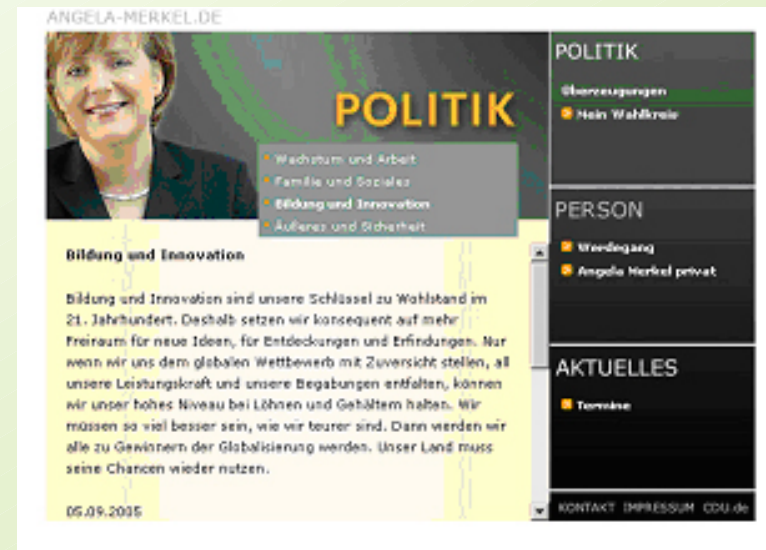 ANGELA-MERKEL.DE
POLITIK
Wachstum und Arbeit
Familie und Soziales
Bildung und Innovation
Äußeres und Sicherheit
Bildung und Innovation
Bildung und Innovation sind unsere Schlüssel zu Wohlstand im
21. Jahrhundert. Deshalb setzen wir konsequent auf mehr
Freiraum für neue Ideen, für Entdeckungen und Erfindungen. Nur
wenn wir uns dem globalen Wettbewerb mit Zuversicht stellen, all
unsere Leistungskraft und unsere Begabungen entfalten, können
wir unser hohes Niveau bei Löhnen und Gehältern halten. Wir
müssen so viel besser sein, wie wir teurer sind. Dann werden wir
alle zu Gewinnern der Globalisierung werden. Unser Land muss
seine Chancen wieder nutzen.
05.09.2005
POLITIK
Überzeugungen
Mein Wahlkreis
PERSON
Werdegang
Angela Merkel privat
AKTUELLES
Termine
KONTAKT IMPRESSUM CDU.de